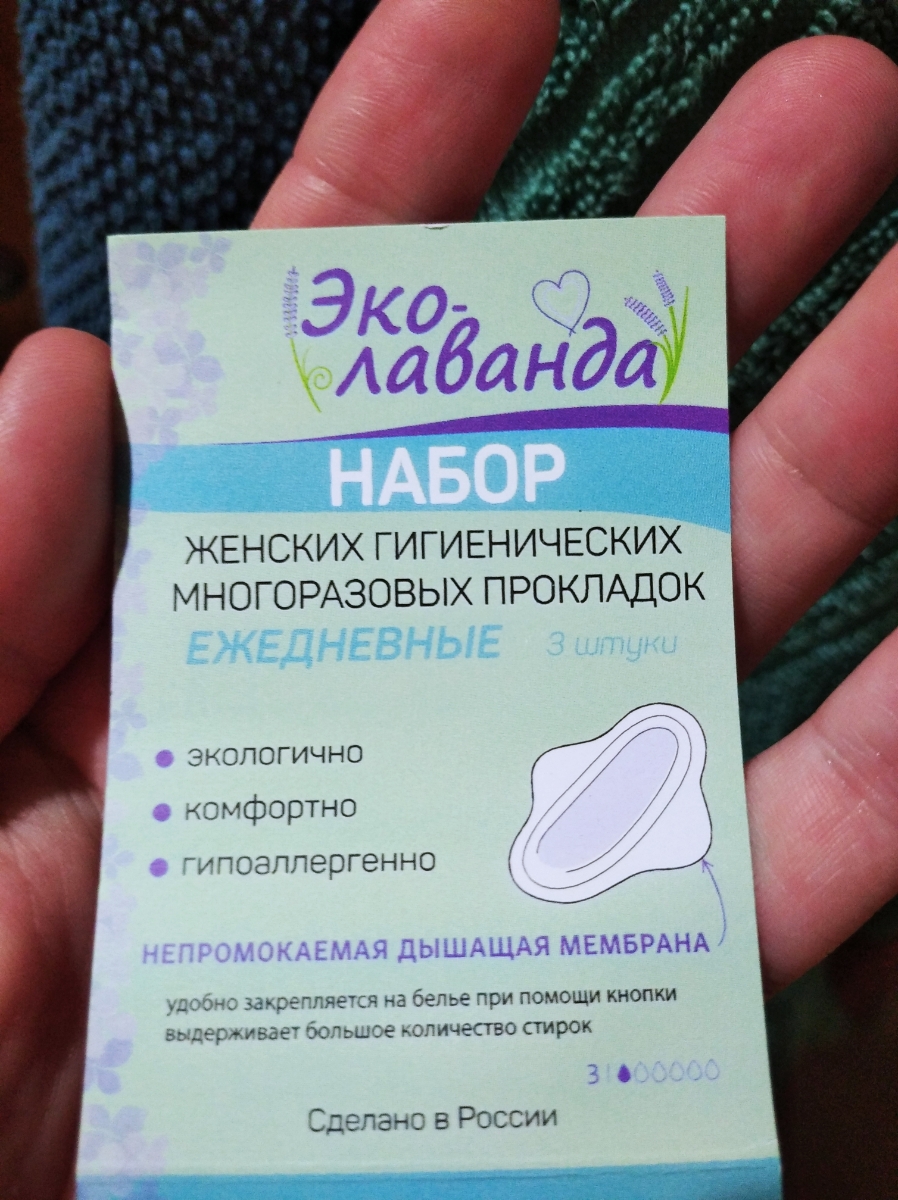 Эко-
лаванда
НАБОР
ЖЕНСКИХ ГИГИЕНИЧЕСКИХ
МНОГОРАЗОВЫХ ПРОКЛАДОК
ЕЖЕДНЕВНЫЕ 3 штуки
экологично
комфортно
гипоаллергенно
НЕПРОМОКАЕМАЯ ДЫШАЩАЯ МЕМБРАНА
удобно закрепляется на белье при помощи кнопки
выдерживает большое количество стирок
3 |
Сделано в России